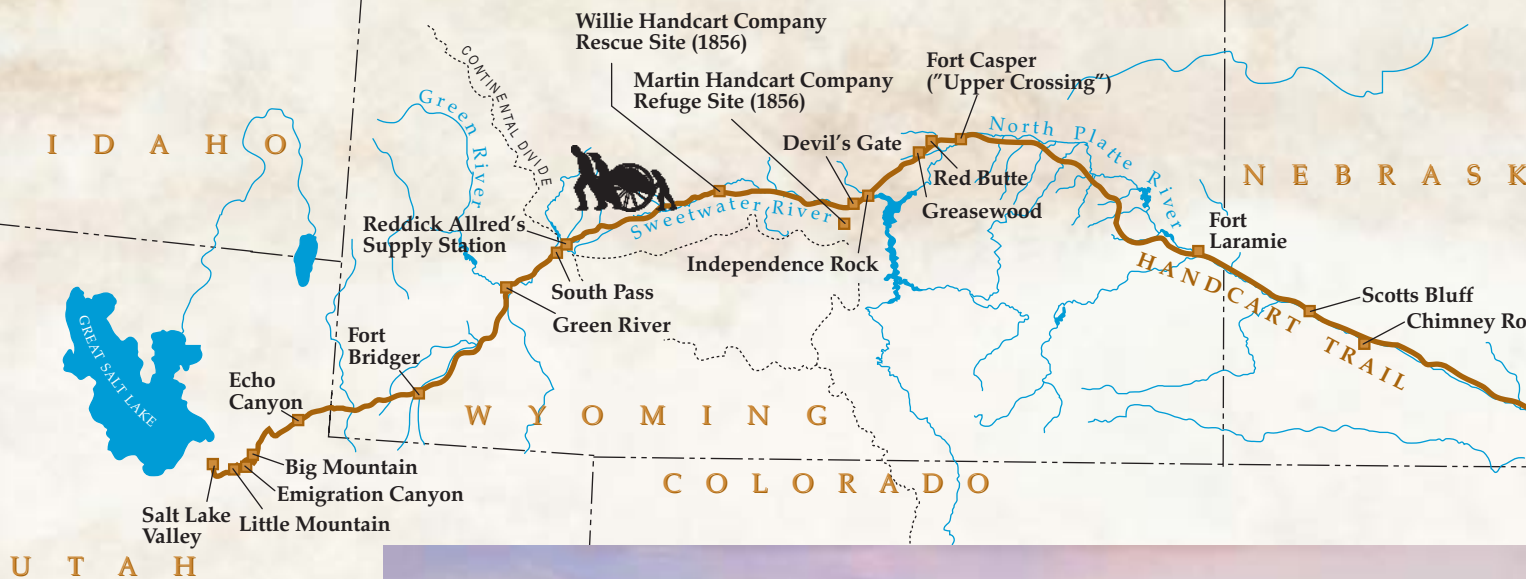 Willie Handcart Company
Rescue Site (1856)
Martin Handcart Company
Refuge Site (1856)
Fort Casper
("Upper Crossing")
CONTINENTAL DIVIDE
Green River
North Platte River
IDAHO
Devil's Gate
NEBRASK
Red Butte
Greasewood
Sweetwater River
Reddick Allred's
Supply Station
Fort
Laramie
Independence Rock
HANDCART TRAIL
South Pass
Scotts Bluff
Green River
Chimney Ro
GREAT SALT LAKE
Fort
Bridger
Echo
Canyon
WYOMING
Big Mountain
COLORADO
Emigration Canyon
Salt Lake
Valley
Little Mountain
UTAH